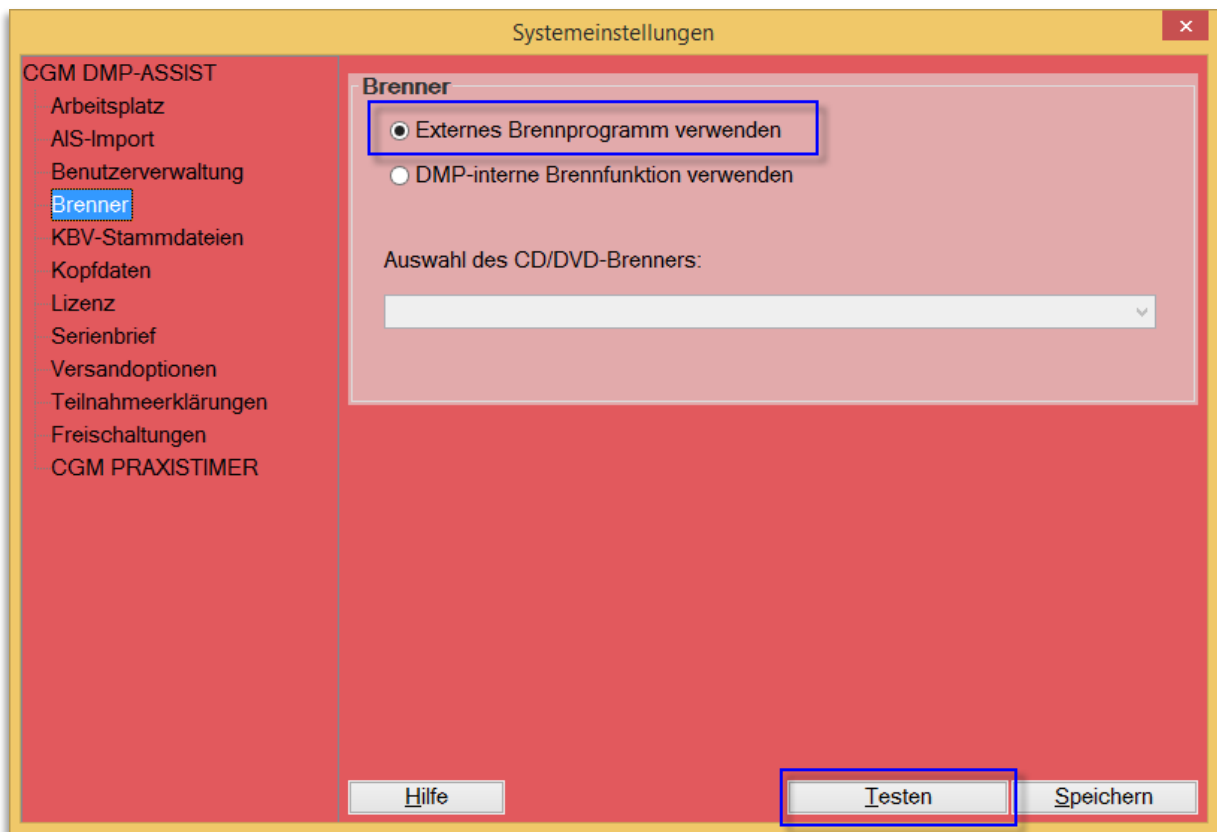 Systemeinstellungen
CGM DMP-ASSIST
Arbeitsplatz
AIS-Import
Benutzerverwaltung
Brenner
KBV-Stammdateien
Kopfdaten
Lizenz
Serienbrief
Versandoptionen
Teilnahmeerklärungen
Freischaltungen
CGM PRAXISTIMER
Brenner
Externes Brennprogramm verwenden
DMP-interne Brennfunktion verwenden
Auswahl des CD/DVD-Brenners:
Hilfe
Testen
Speichern